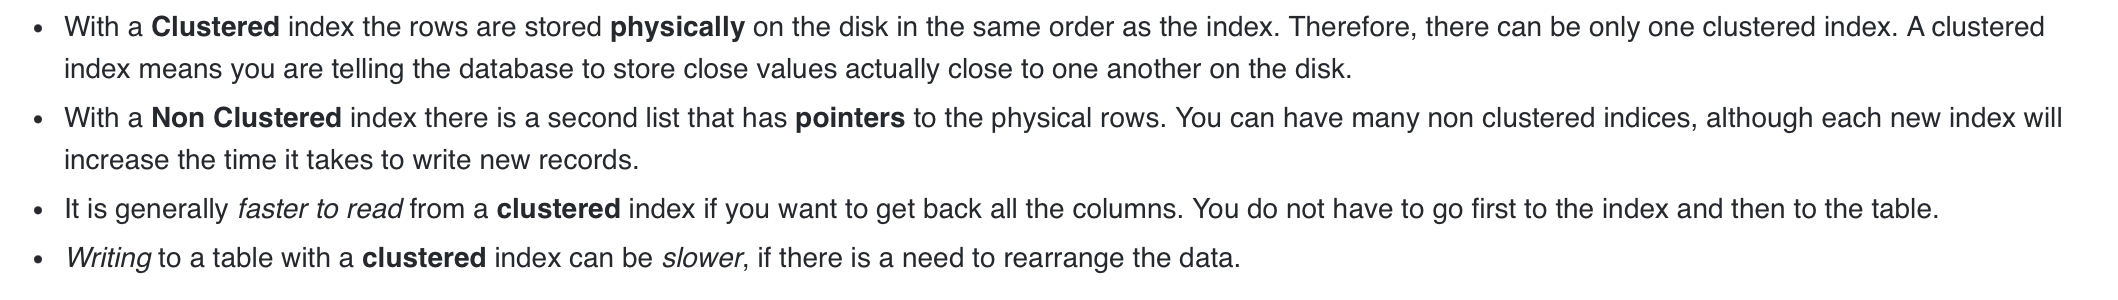 • With a Clustered index the rows are stored physically on the disk in the same order as the index. Therefore, there can be only one clustered index. A clustered
index means you are telling the database to store close values actually close to one another on the disk.
• With a Non Clustered index there is a second list that has pointers to the physical rows. You can have many non clustered indices, although each new index will
increase the time it takes to write new records.
• It is generally faster to read from a clustered index if you want to get back all the columns. You do not have to go first to the index and then to the table.
• Writing to a table with a clustered index can be slower, if there is a need to rearrange the data.